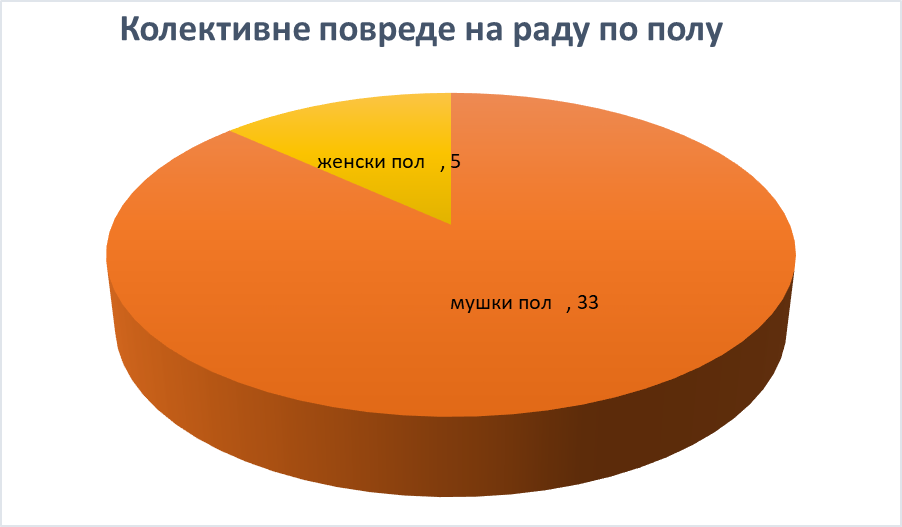 Колективне повреде на раду по полу
женски пол , 5
мушки пол , 33